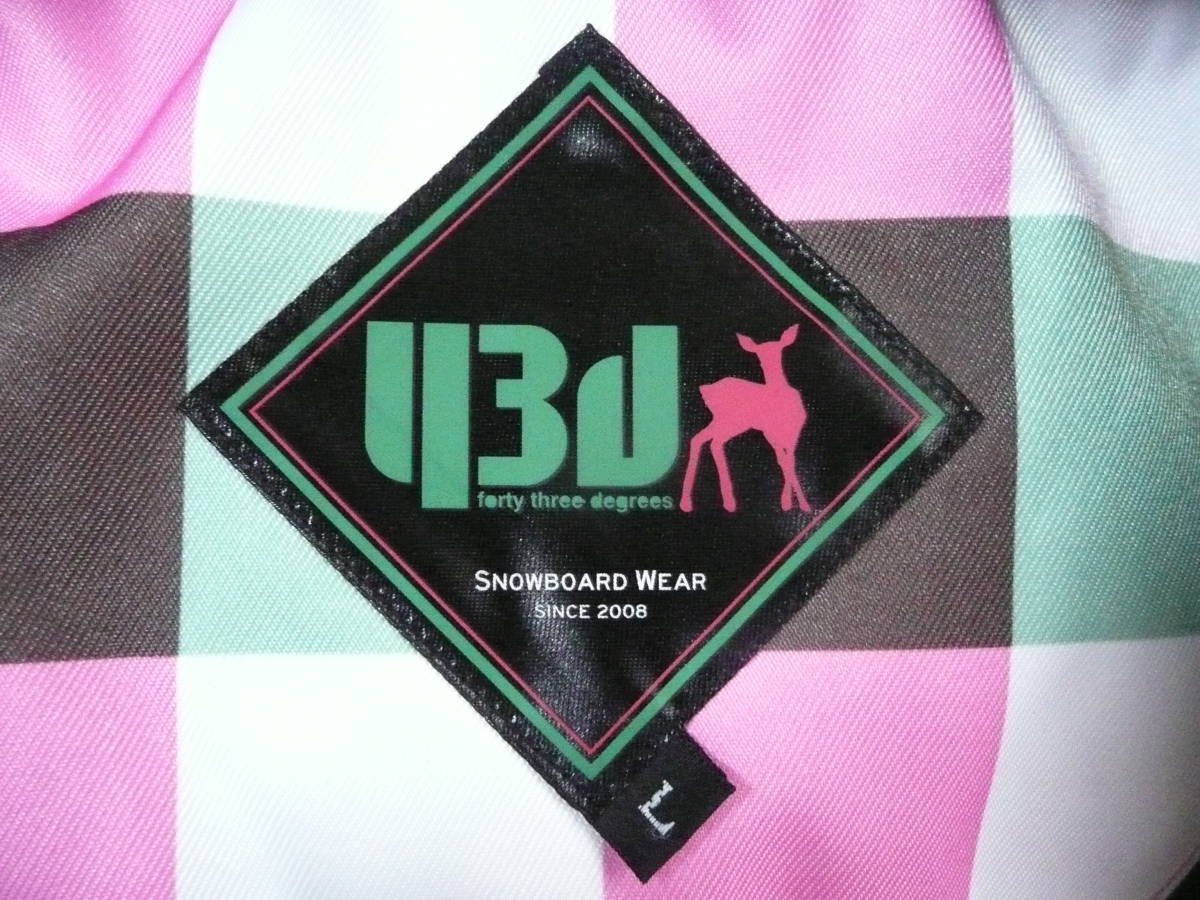 43d
forty three degrees
SNOWBOARD WEAR
SINCE 2008
L